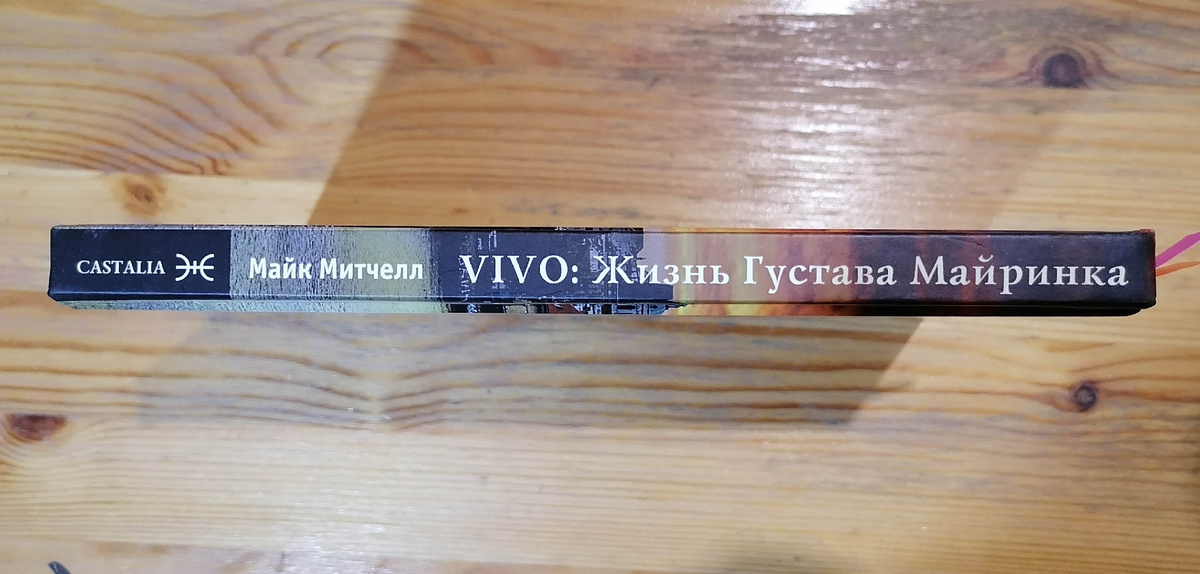 CASTALIA Майк Митчелл VIVO: Жизнь Густава Майринка